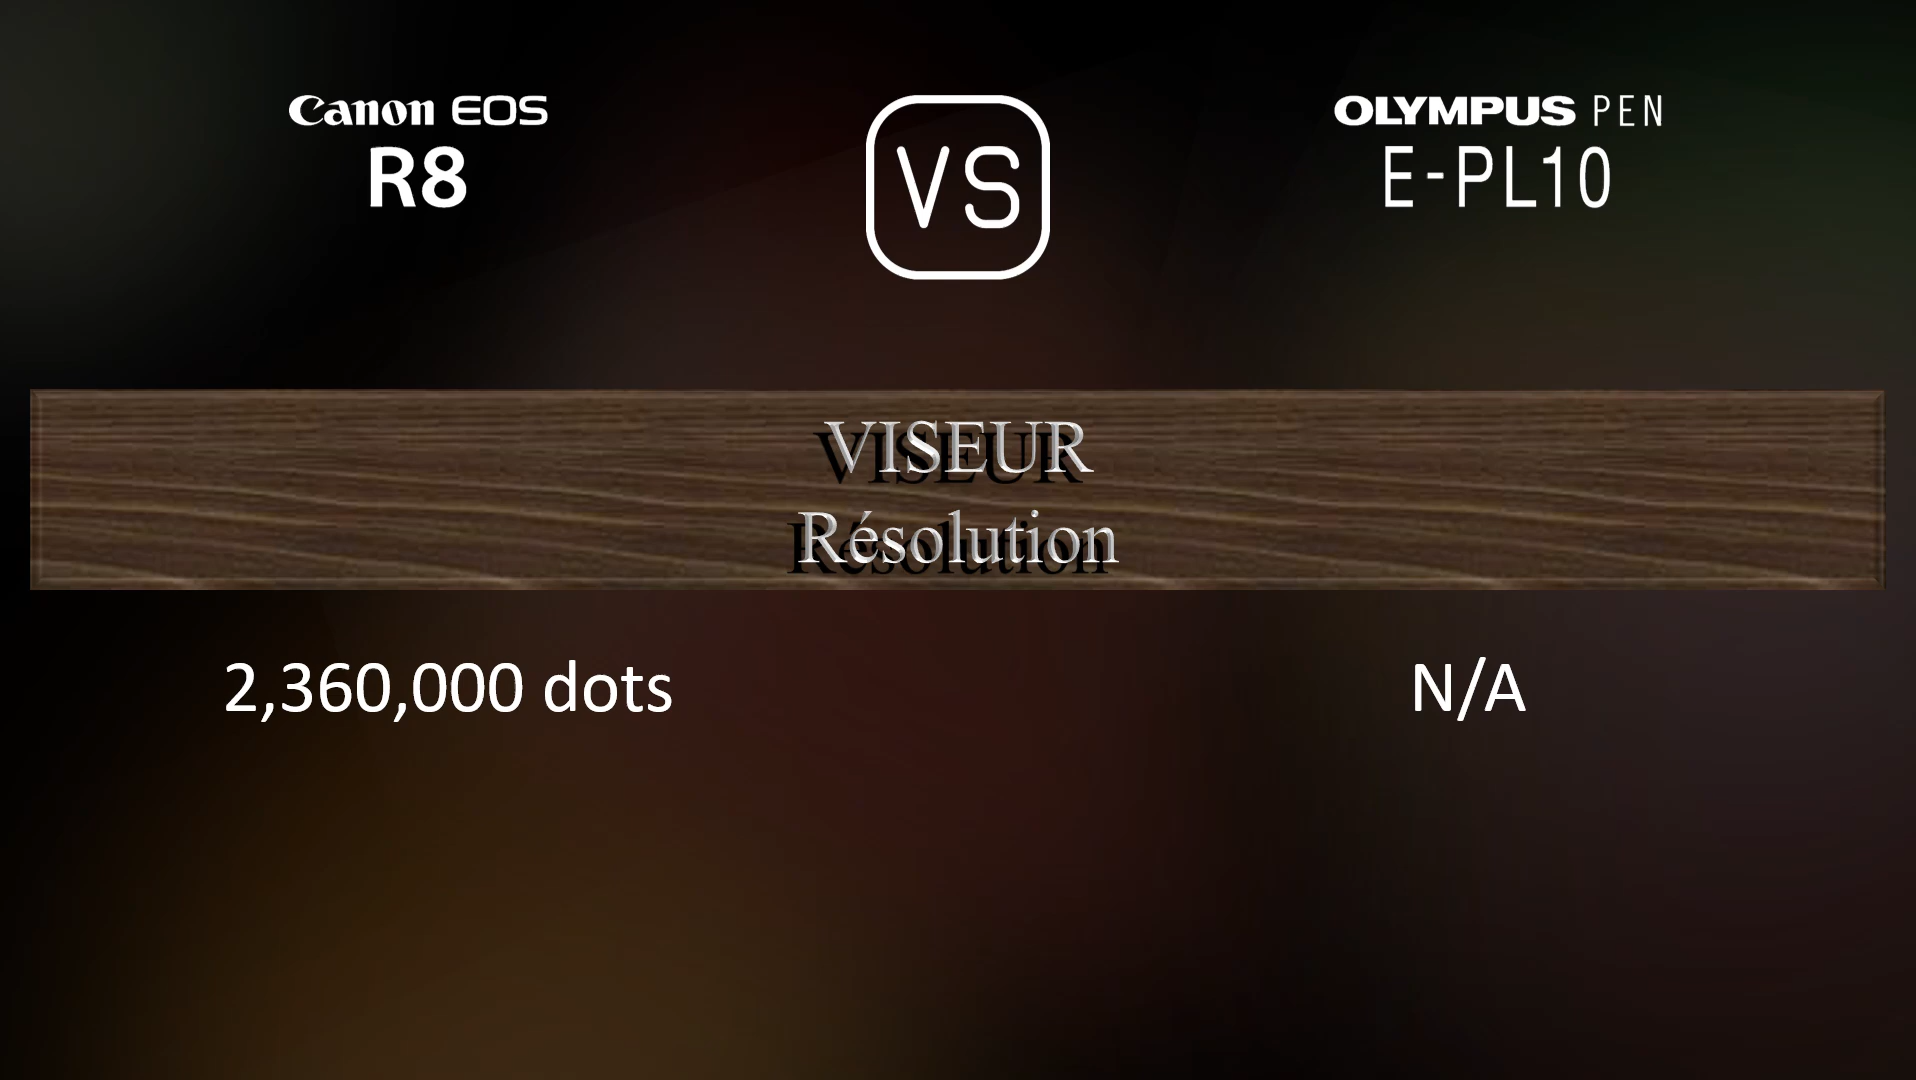 Canon EOS
R8
VS
OLYMPUS PEN
E-PL10
VISEUR
Résolution
2,360,000 dots
N/A